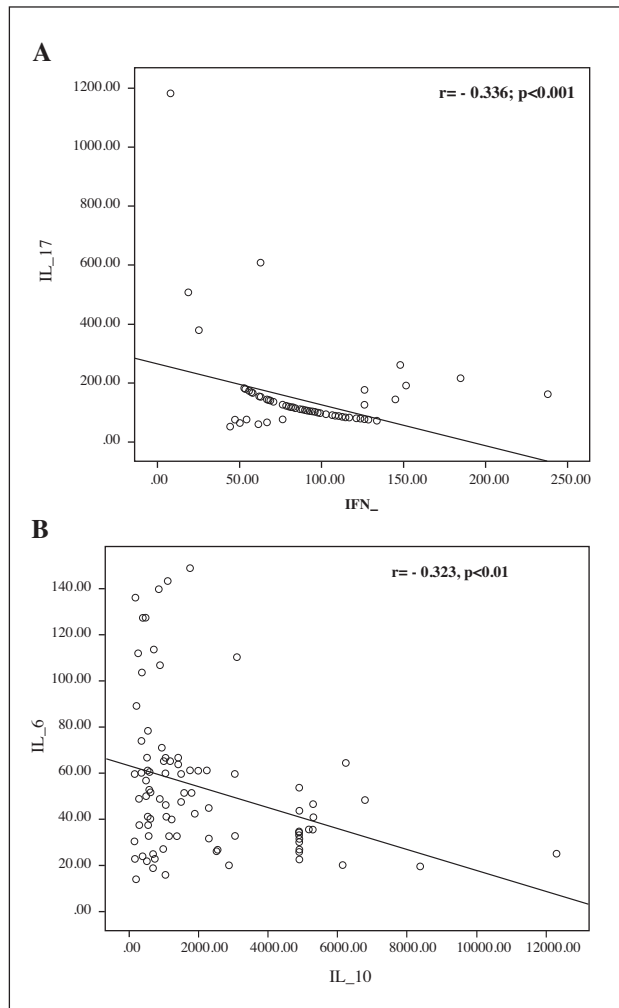 A
r= - 0.336; p<0.001
1200.00
1000.00
800.00
600.00
400.00
200.00
.00
IL_17
.00 50.00 100.00 150.00 200.00 250.00
IFN_
B
r= - 0.323, p<0.01
140.00
120.00
100.00
80.00
60.00
40.00
20.00
.00
IL_6
.00 2000.00 4000.00 6000.00 8000.00 10000.00 12000.00
IL_10